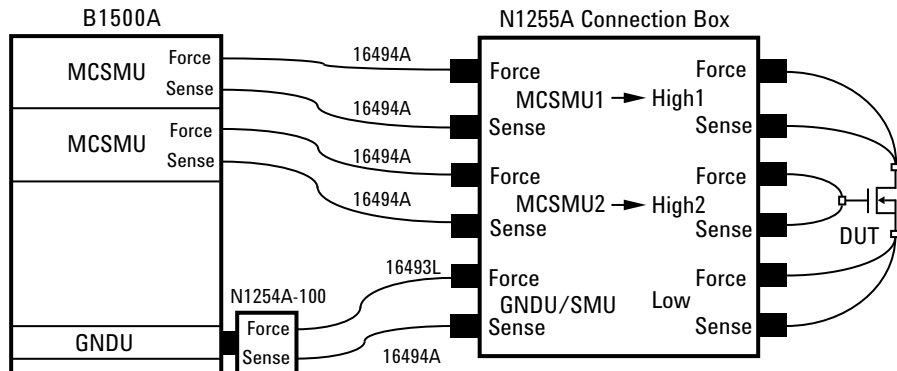 B1500A
N1255A Connection Box
MCSMU
Force
Sense
16494A
16494A
MCSMU
Force
Sense
16494A
16494A
GNDU
N1254A-100
Force
Sense
16493L
16494A
Force
Force
MCSMU1 → High1
Sense
Sense
Force
Force
MCSMU2 → High2
Sense
Sense
Force
Force
GNDU/SMU
Low
Sense
Sense
DUT